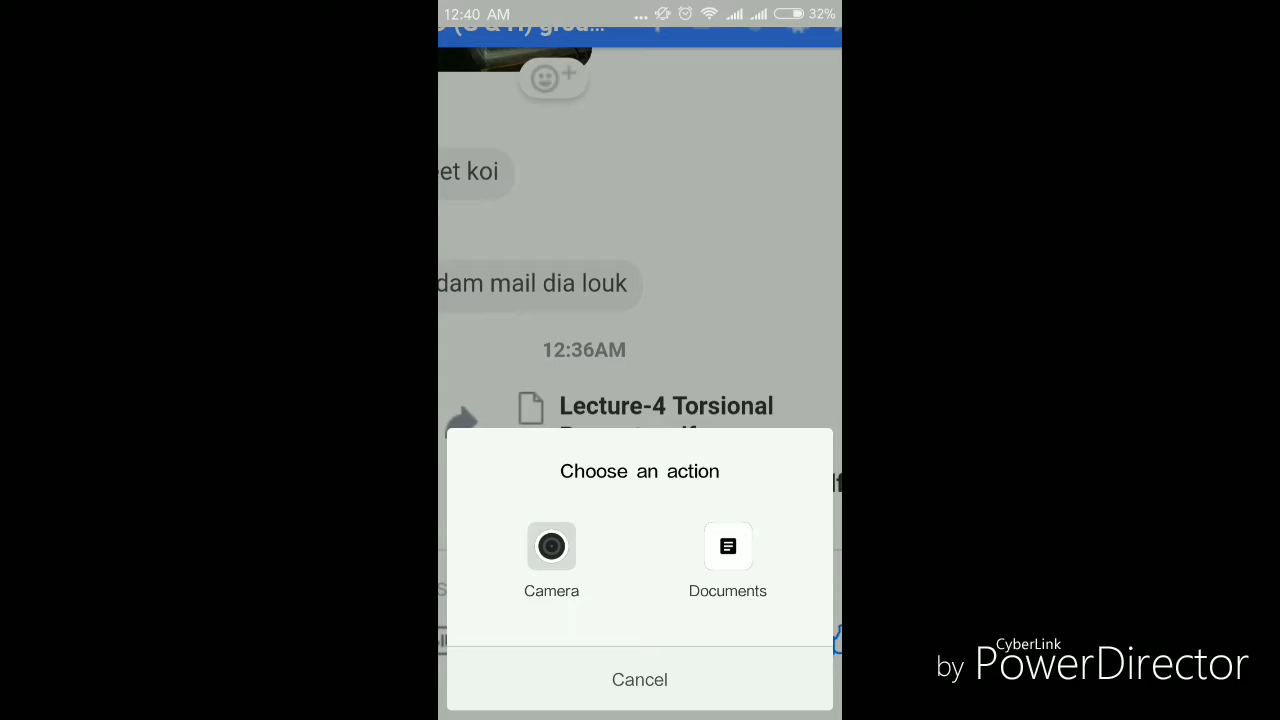 12:40 AM
32%
et koi
dam mail dia louk
12:36AM
Lecture-4 Torsional
Choose an action
Camera
Documents
Cancel
CyberLink
by PowerDirector